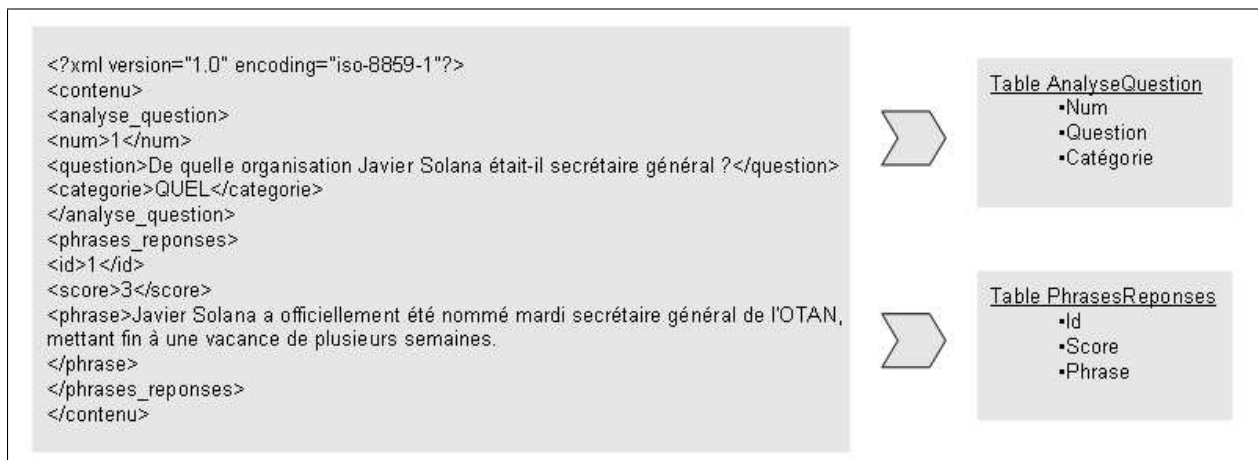 <?xml version="1.0" encoding="iso-8859-1"?>
<contenu>
<analyse_question>
<num>1</num>
<question>De quelle organisation Javier Solana était-il secrétaire général ?</question>
<categorie>QUEL</categorie>
</analyse_question>
<phrases_reponses>
<id>1</id>
<score>3</score>
<phrase>Javier Solana a officiellement été nommé mardi secrétaire général de l'OTAN,
mettant fin à une vacance de plusieurs semaines.
</phrase>
</phrases_reponses>
</contenu>
Table AnalyseQuestion
▪Num
▪Question
▪Catégorie
Table PhrasesReponses
▪Id
▪Score
▪Phrase